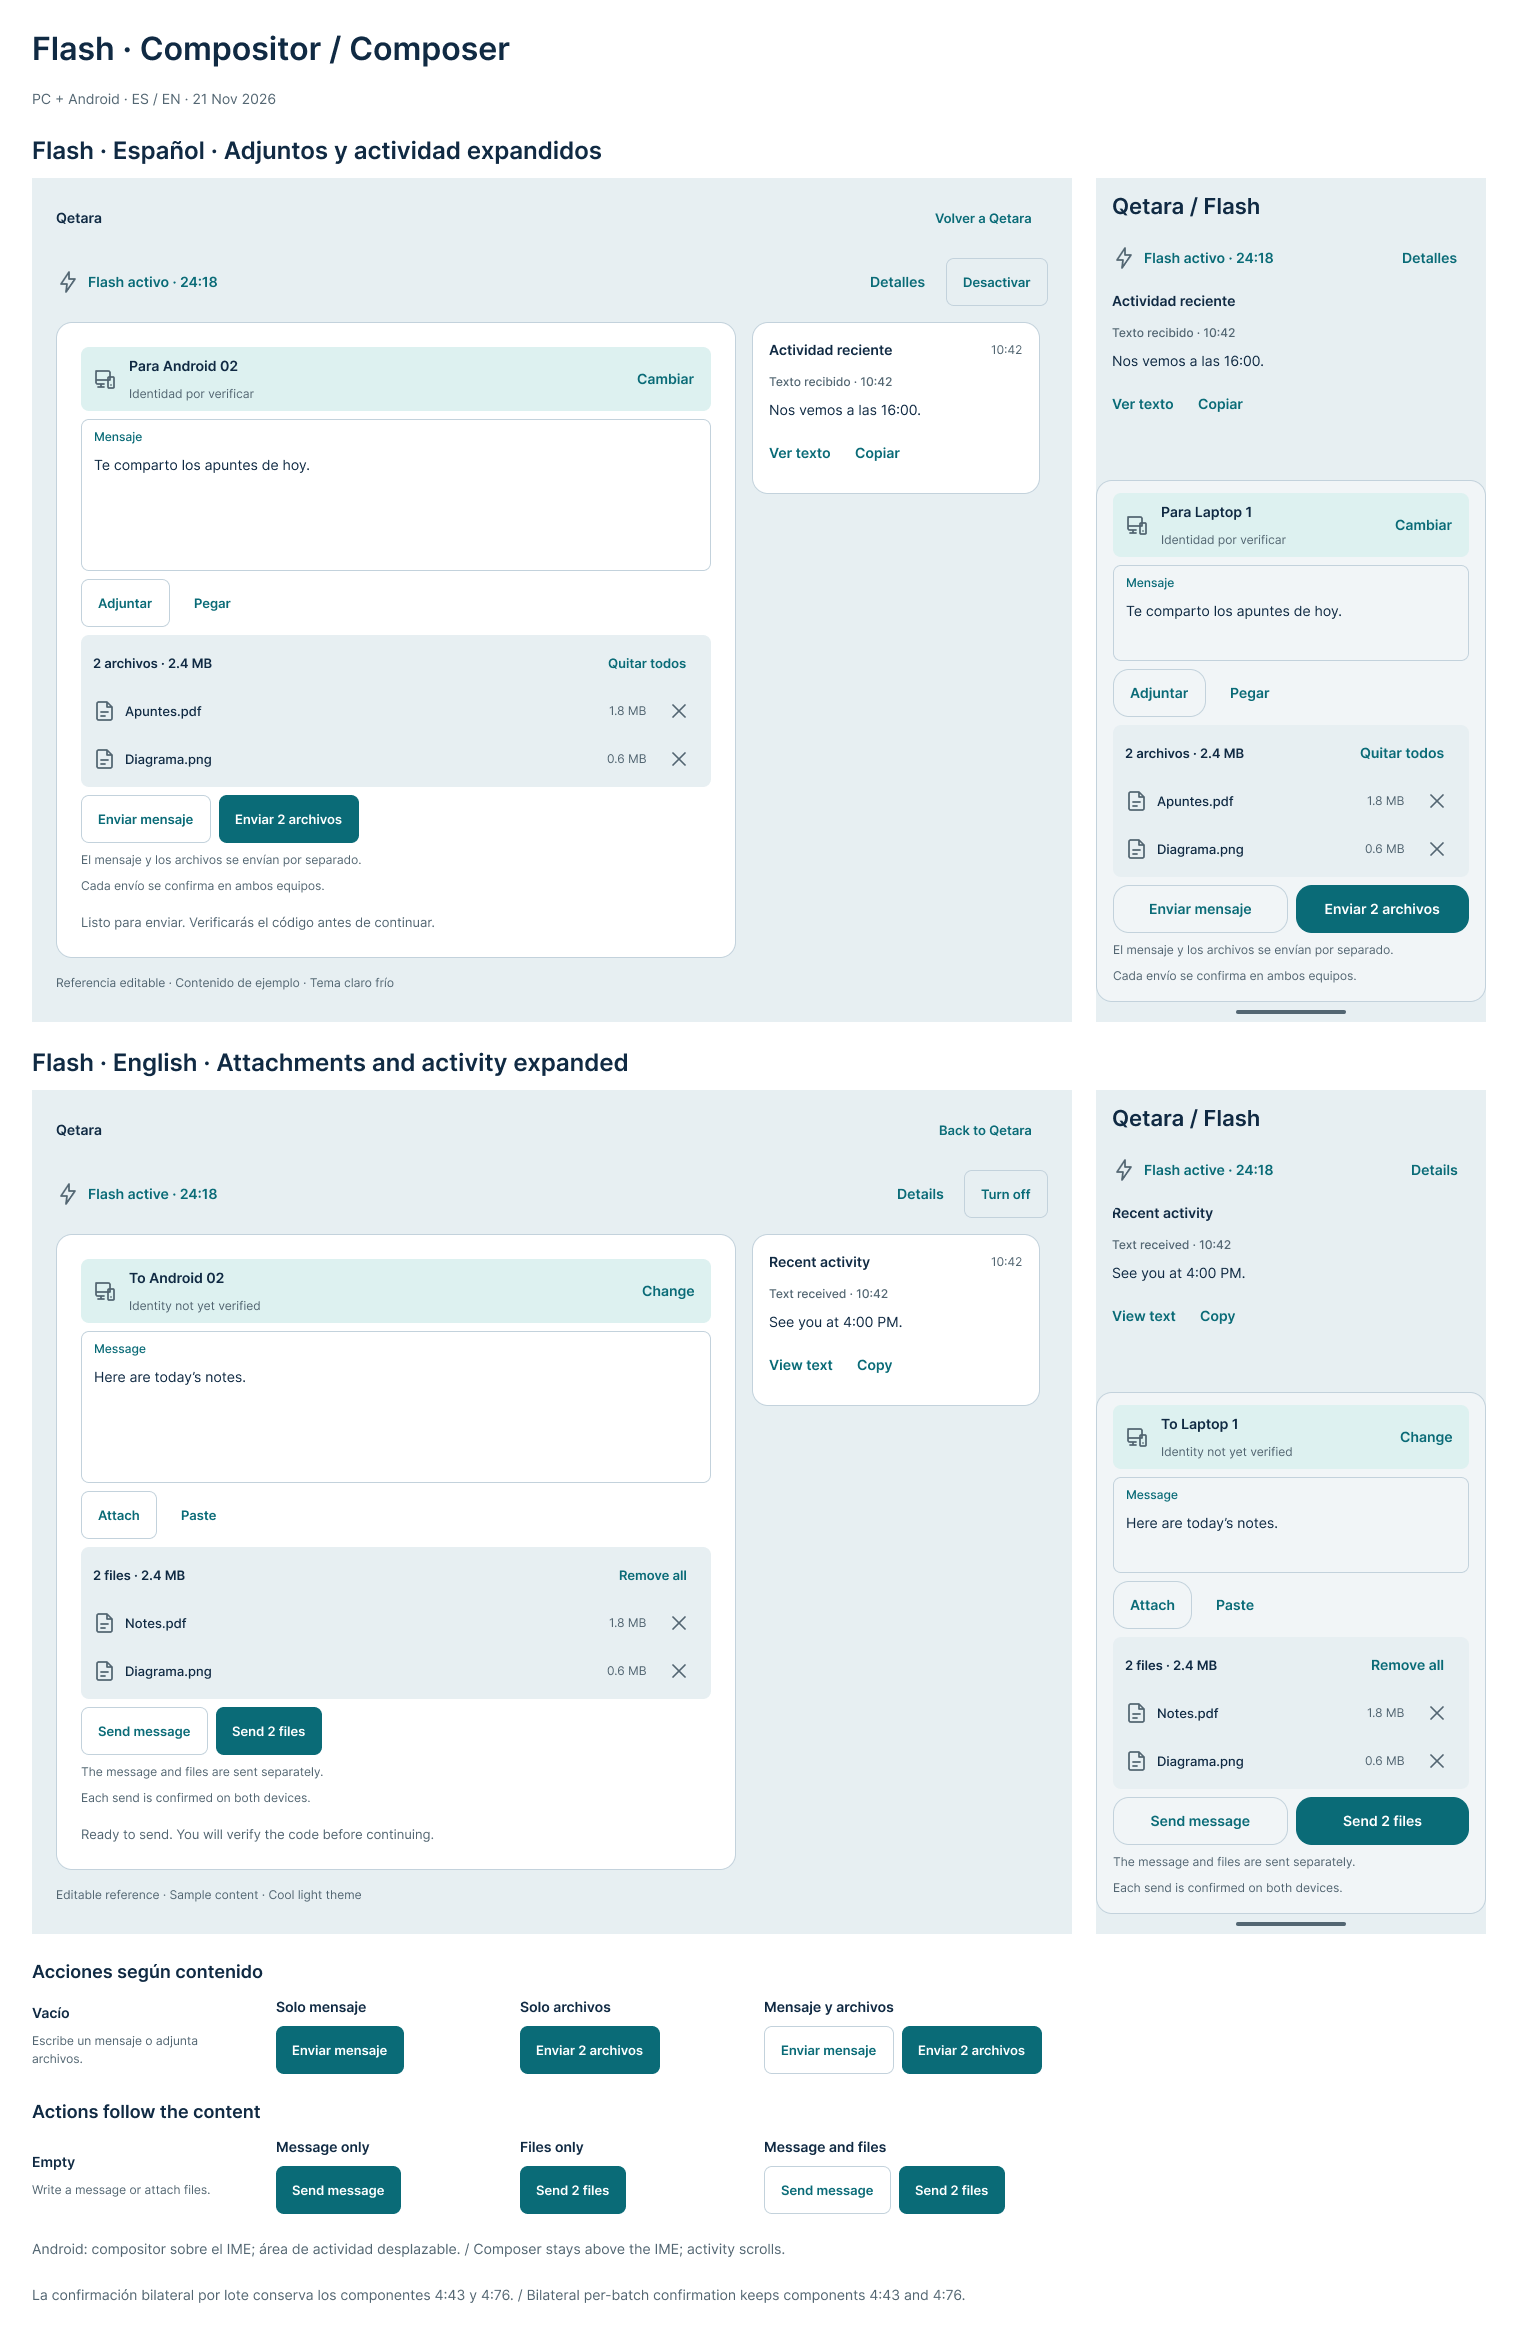 Flash · Compositor / Composer
PC + Android · ES / EN · 21 Nov 2026
Flash · Español · Adjuntos y actividad expandidos
Qetara
Volver a Qetara
Flash activo · 24:18
Detalles
Desactivar
Para Android 02
Identidad por verificar
Cambiar
Mensaje
Te comparto los apuntes de hoy.
Adjuntar
Pegar
2 archivos · 2.4 MB
Quitar todos
Apuntes.pdf
1.8 MB
Diagrama.png
0.6 MB
Enviar mensaje
Enviar 2 archivos
El mensaje y los archivos se envían por separado.
Cada envío se confirma en ambos equipos.
Listo para enviar. Verificarás el código antes de continuar.
Actividad reciente
10:42
Texto recibido · 10:42
Nos vemos a las 16:00.
Ver texto
Copiar
Referencia editable · Contenido de ejemplo · Tema claro frío
Qetara / Flash
Flash activo · 24:18
Detalles
Actividad reciente
Texto recibido · 10:42
Nos vemos a las 16:00.
Ver texto
Copiar
Para Laptop 1
Identidad por verificar
Cambiar
Mensaje
Te comparto los apuntes de hoy.
Adjuntar
Pegar
2 archivos · 2.4 MB
Quitar todos
Apuntes.pdf
1.8 MB
Diagrama.png
0.6 MB
Enviar mensaje
Enviar 2 archivos
El mensaje y los archivos se envían por separado.
Cada envío se confirma en ambos equipos.
Flash · English · Attachments and activity expanded
Qetara
Back to Qetara
Flash active · 24:18
Details
Turn off
To Android 02
Identity not yet verified
Change
Message
Here are today’s notes.
Attach
Paste
2 files · 2.4 MB
Remove all
Notes.pdf
1.8 MB
Diagrama.png
0.6 MB
Send message
Send 2 files
The message and files are sent separately.
Each send is confirmed on both devices.
Ready to send. You will verify the code before continuing.
Recent activity
10:42
Text received · 10:42
See you at 4:00 PM.
View text
Copy
Editable reference · Sample content · Cool light theme
Qetara / Flash
Flash active · 24:18
Details
Recent activity
Text received · 10:42
See you at 4:00 PM.
View text
Copy
To Laptop 1
Identity not yet verified
Change
Message
Here are today’s notes.
Attach
Paste
2 files · 2.4 MB
Remove all
Notes.pdf
1.8 MB
Diagrama.png
0.6 MB
Send message
Send 2 files
The message and files are sent separately.
Each send is confirmed on both devices.
Acciones según contenido
Vacío
Escribe un mensaje o adjunta
archivos.
Solo mensaje
Enviar mensaje
Solo archivos
Enviar 2 archivos
Mensaje y archivos
Enviar mensaje
Enviar 2 archivos
Actions follow the content
Empty
Write a message or attach files.
Message only
Send message
Files only
Send 2 files
Message and files
Send message
Send 2 files
Android: compositor sobre el IME; área de actividad desplazable. / Composer stays above the IME; activity scrolls.
La confirmación bilateral por lote conserva los componentes 4:43 y 4:76. / Bilateral per-batch confirmation keeps components 4:43 and 4:76.